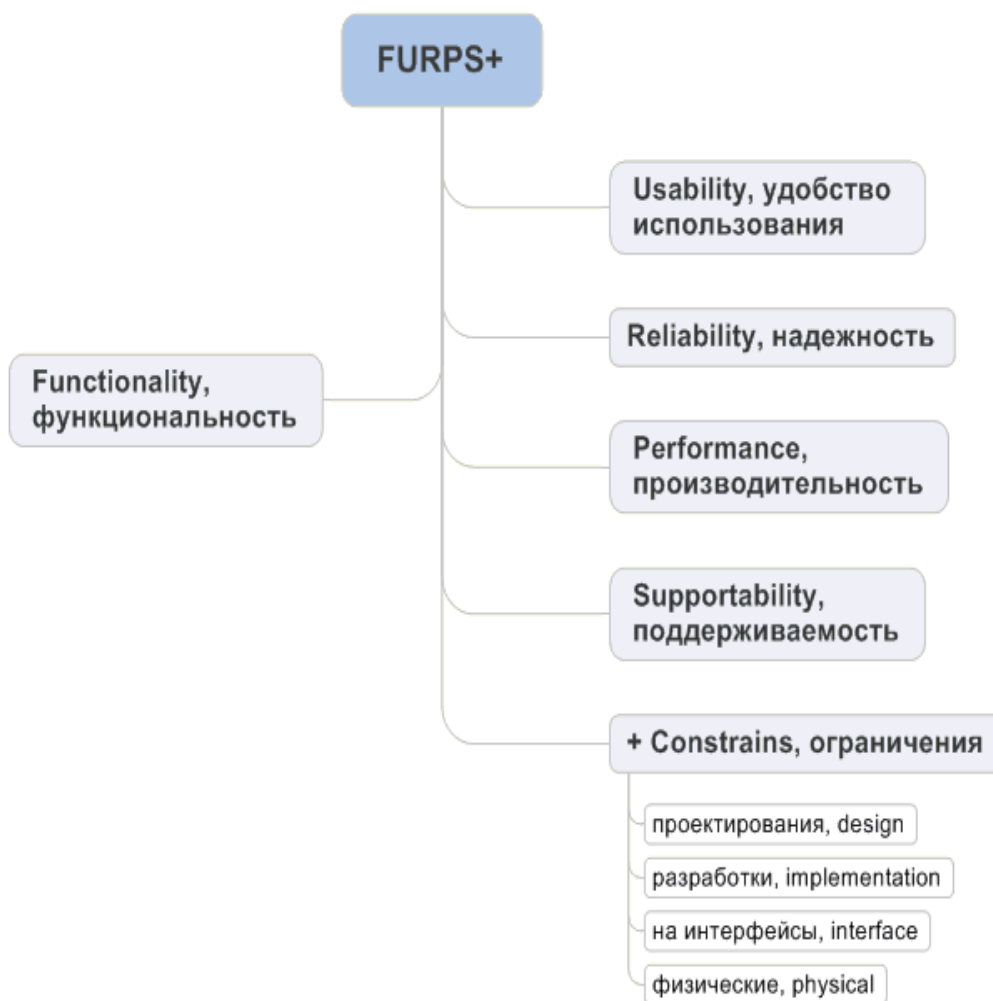 FURPS+
Usability, удобство
использования
Reliability, надежность
Functionality,
функциональность
Performance,
производительность
Supportability,
поддерживаемость
+ Constrains, ограничения
проектирования, design
разработки, implementation
на интерфейсы, interface
физические, physical